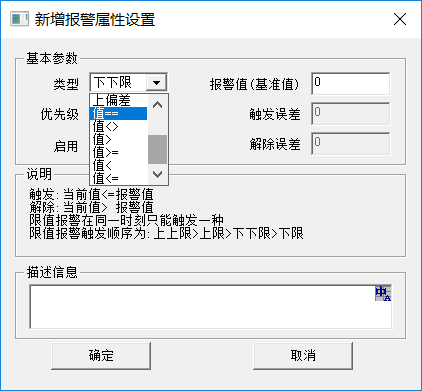 新增报警属性设置
基本参数
类型 下下限 报警值(基准值) 0
上偏差
优先级 值== 触发误差 0
值<>
值>
启用 值>= 解除误差 0
值<
值<=
说明
触发: 当前值<=报警值
解除: 当前值> 报警值
限值报警在同一时刻只能触发一种
限值报警触发顺序为: 上上限>上限>下下限>下限
描述信息
中A
确定 取消